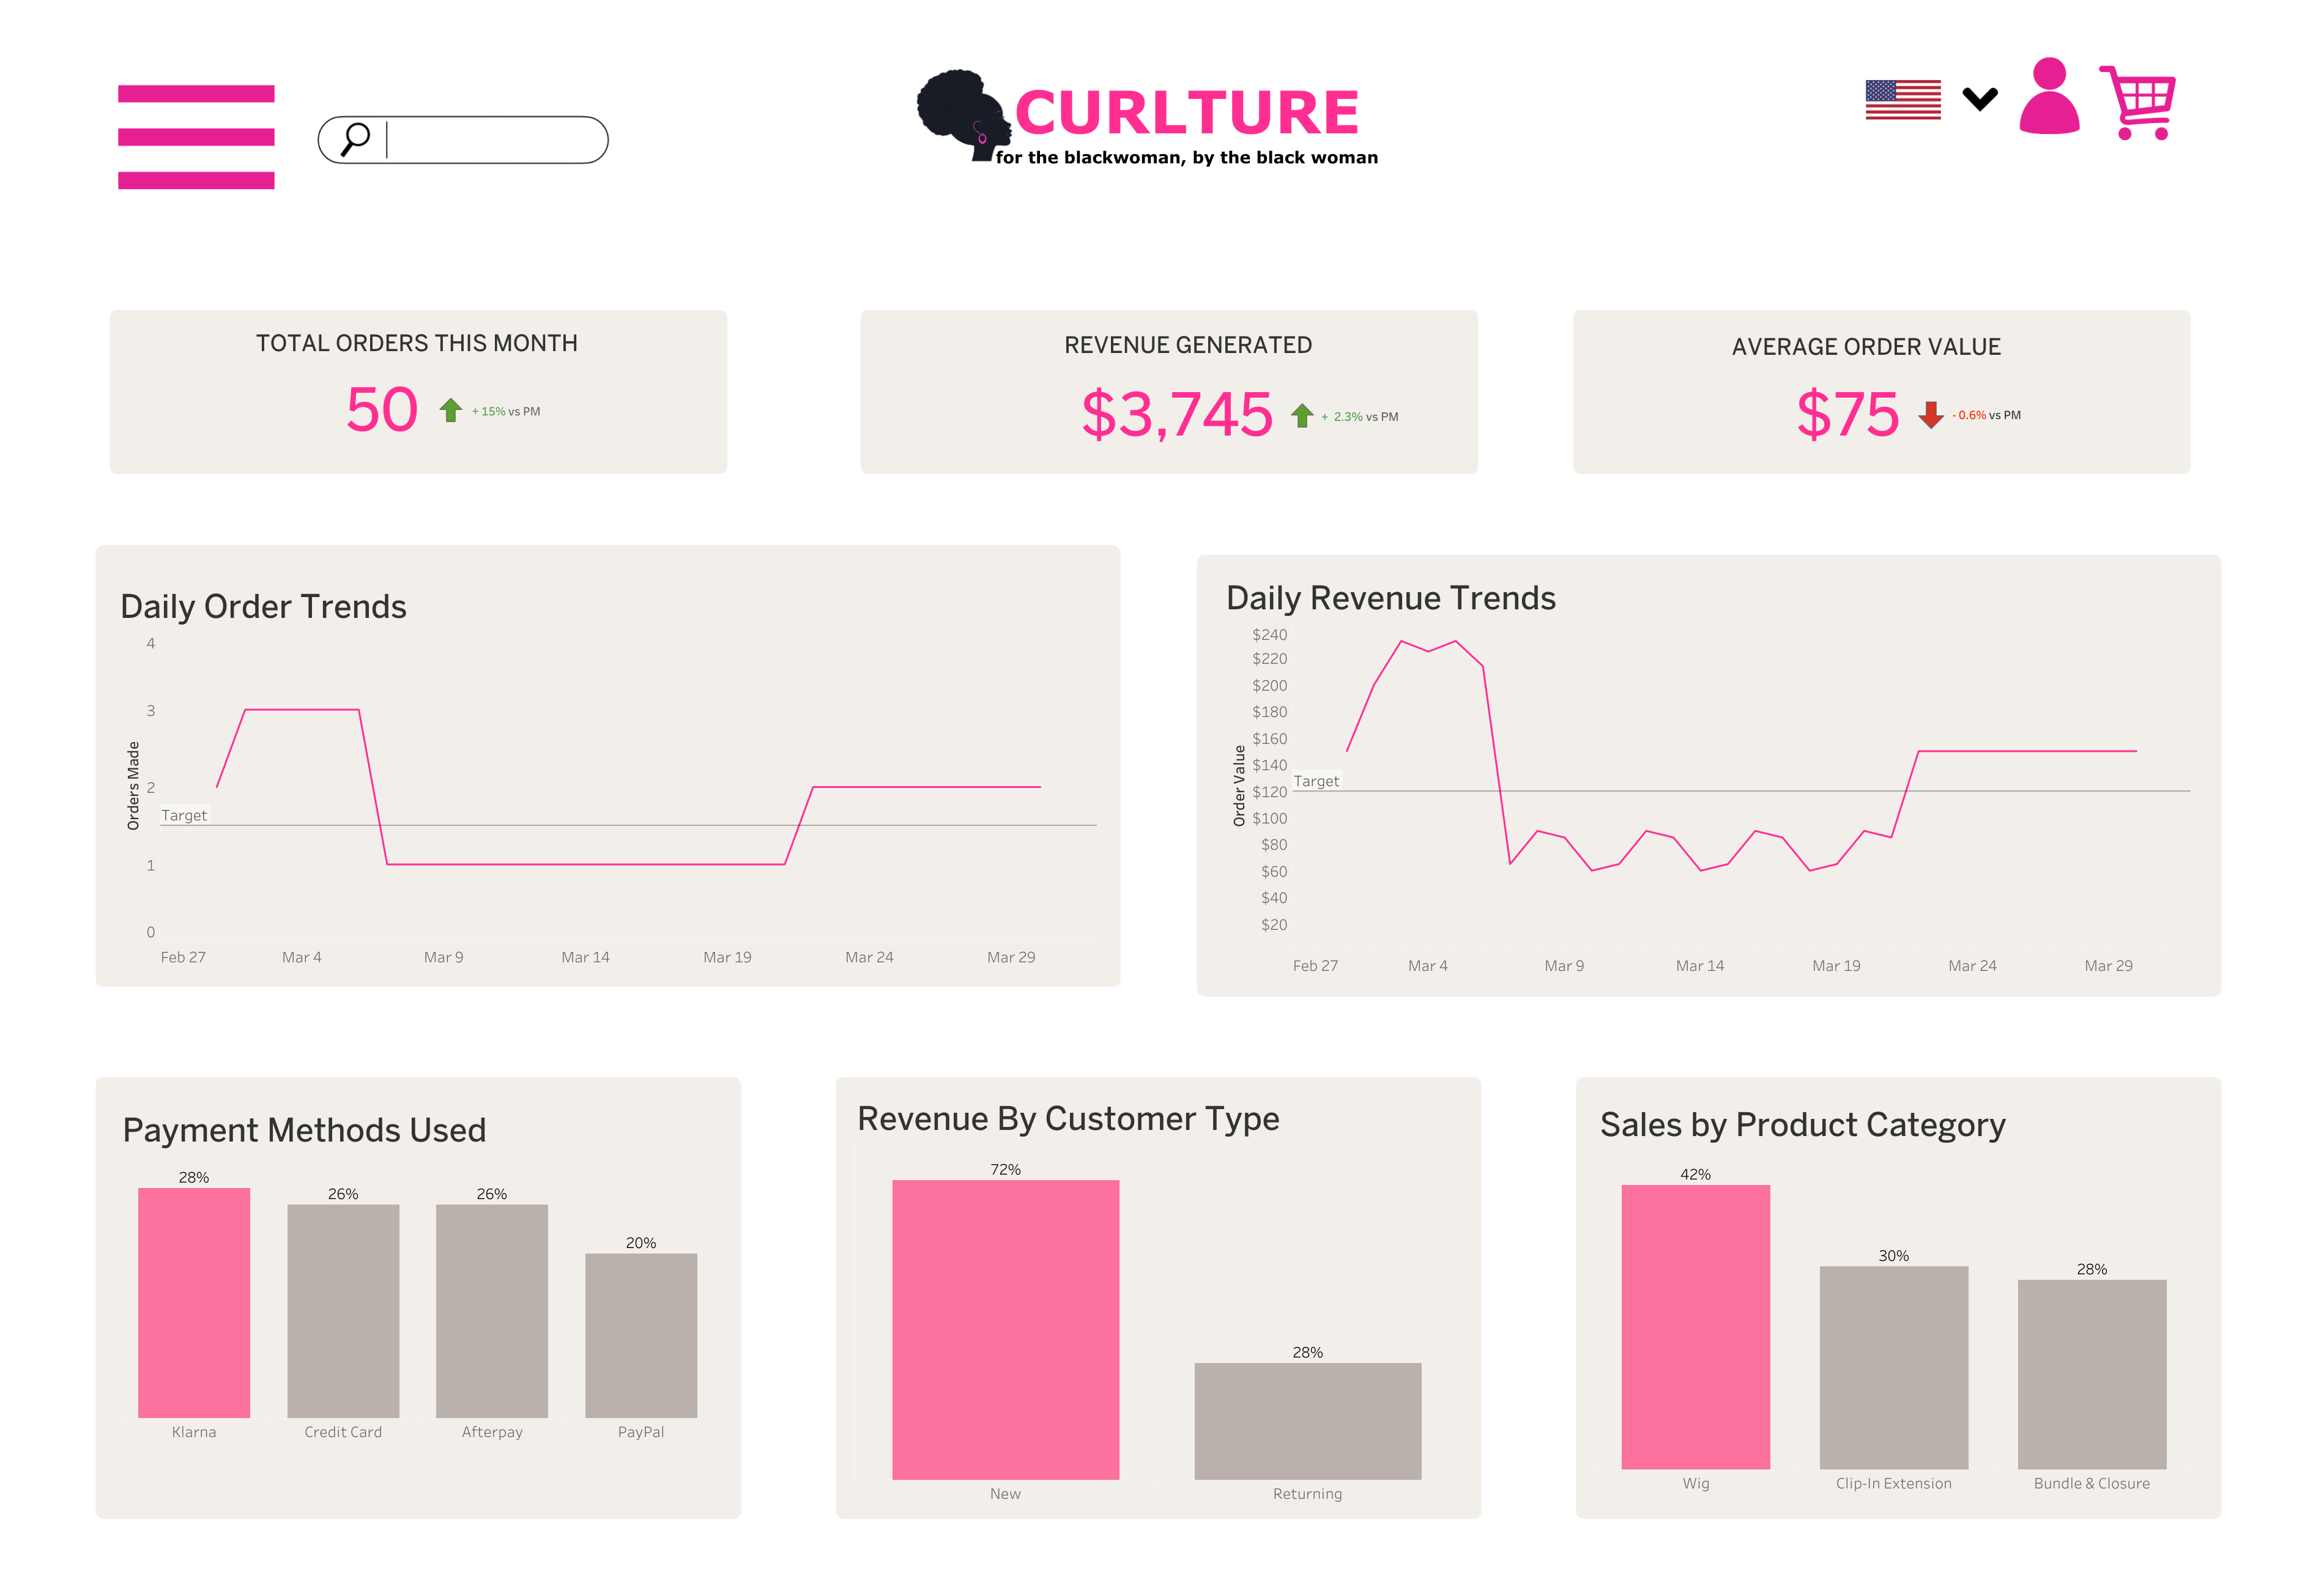 CURLTURE
for the blackwoman, by the black woman
TOTAL ORDERS THIS MONTH
50 + 15% vs PM
REVENUE GENERATED
$3,745 + 2.3% vs PM
AVERAGE ORDER VALUE
$75 - 0.6% vs PM
Daily Order Trends
4
3
2
1
0
Orders Made
Target
Feb 27 Mar 4 Mar 9 Mar 14 Mar 19 Mar 24 Mar 29
Daily Revenue Trends
$240
$220
$200
$180
$160
$140
$120
$100
$80
$60
$40
$20
Order Value
Target
Feb 27 Mar 4 Mar 9 Mar 14 Mar 19 Mar 24 Mar 29
Payment Methods Used
28% 26% 26% 20%
Klarna Credit Card Afterpay PayPal
Revenue By Customer Type
72% 28%
New Returning
Sales by Product Category
42% 30% 28%
Wig Clip-In Extension Bundle & Closure